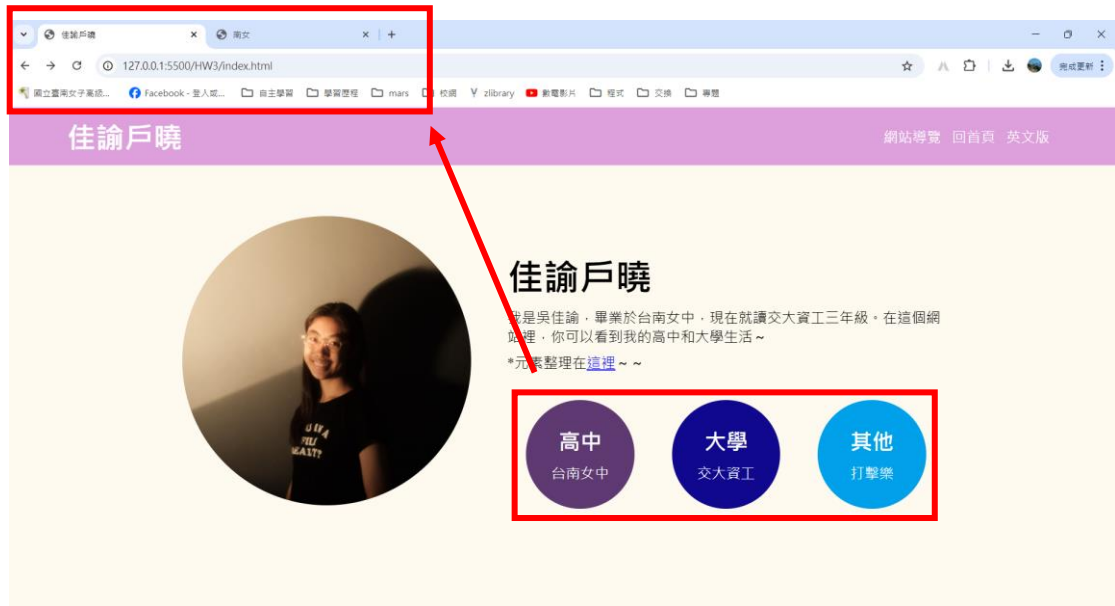 佳諭戶曉
南女
127.0.0.1:5500/HW3/index.html
完成更新
國立臺南女子高級...
Facebook - 登入或...
自主學習
學習歷程
mars
校網
zlibrary
數電影片
程式
交換
專題
佳諭戶曉
網站導覽 回首頁 英文版
佳諭戶曉
我是吳佳諭，畢業於台南女中，現在就讀交大資工三年級。在這個網
站裡，你可以看到我的高中和大學生活~
*元素整理在這裡~ ~
高中
台南女中
大學
交大資工
其他
打擊樂